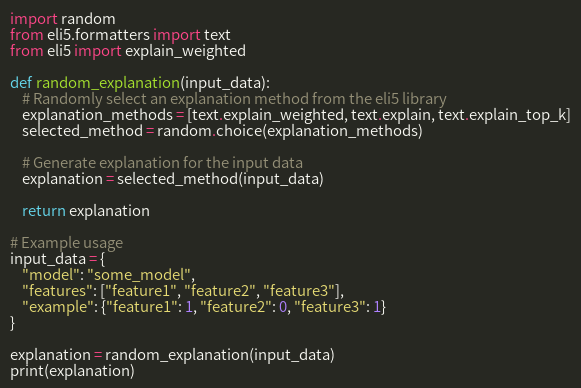 import random
from eli5.formatters import text
from eli5 import explain_weighted

def random_explanation(input_data):
    # Randomly select an explanation method from the eli5 library
    explanation_methods = [text.explain_weighted, text.explain, text.explain_top_k]
    selected_method = random.choice(explanation_methods)

    # Generate explanation for the input data
    explanation = selected_method(input_data)

    return explanation

# Example usage
input_data = {
    "model": "some_model",
    "features": ["feature1", "feature2", "feature3"],
    "example": {"feature1": 1, "feature2": 0, "feature3": 1}
}

explanation = random_explanation(input_data)
print(explanation)